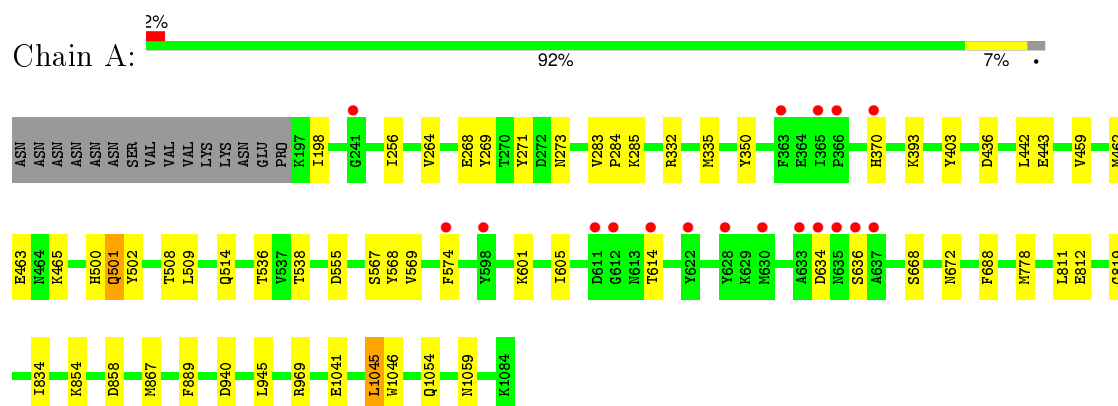 2%
Chain A:
92% 7% •
ASN ASN ASN ASN ASN ASN SER VAL VAL VAL LYS LYS ASN GLU PRO K197 I198 G241 I256 V264 E268 Y269 T270 Y271 D272 N273 V283 P284 K285 R332 M335 Y350 F363 E364 I365 P366 H370 K393 Y403 D436 L442 E443 V459 M462
E463 N464 K465 H500 Q501 Y502 T508 L509 Q514 T536 V537 T538 D555 S567 Y568 V569 F574 Y598 K601 I605 D611 G612 N613 T614 Y622 Y628 K629 M630 A633 D634 N635 S636 A637 S668 N672 F688 M778 L811 E812
I834 K854 D858 M867 F889 D940 L945 R969 E1041 L1045 W1046 Q1054 N1059 K1084